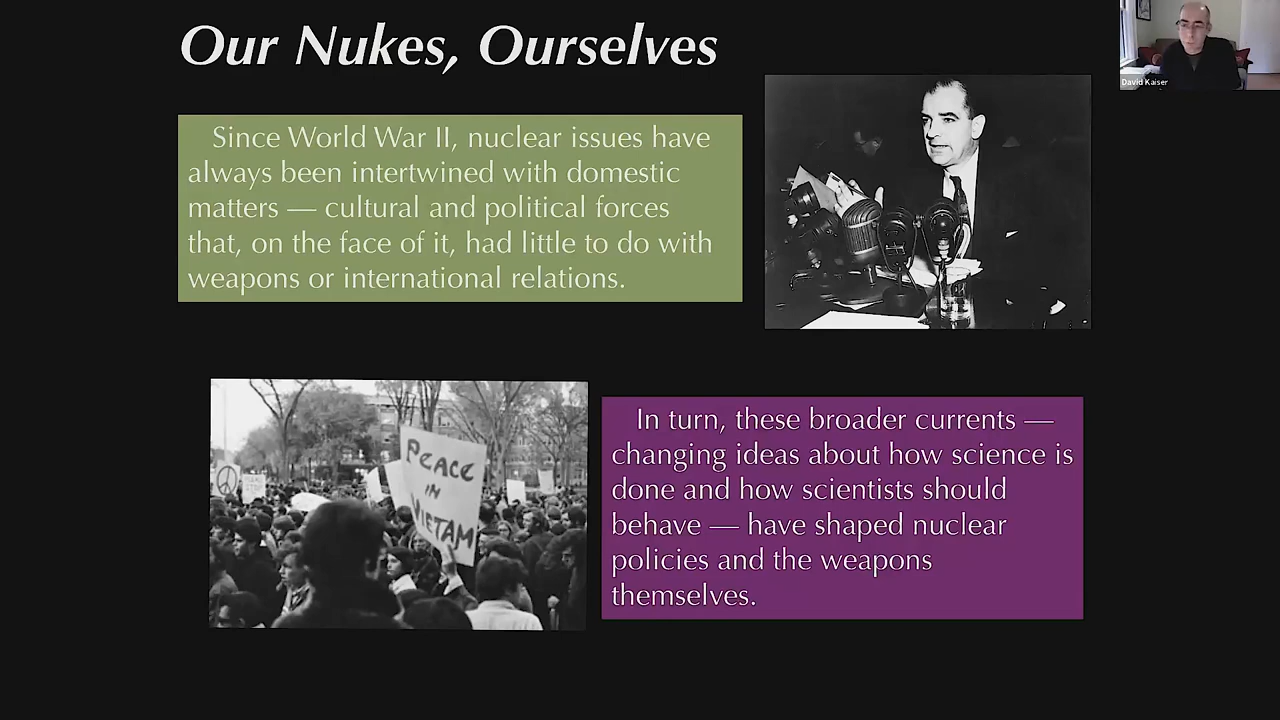 Our Nukes, Ourselves
David Kaiser
Since World War II, nuclear issues have
always been intertwined with domestic
matters — cultural and political forces
that, on the face of it, had little to do with
weapons or international relations.
PEACE
IN
VIETAM
In turn, these broader currents —
changing ideas about how science is
done and how scientists should
behave — have shaped nuclear
policies and the weapons
themselves.